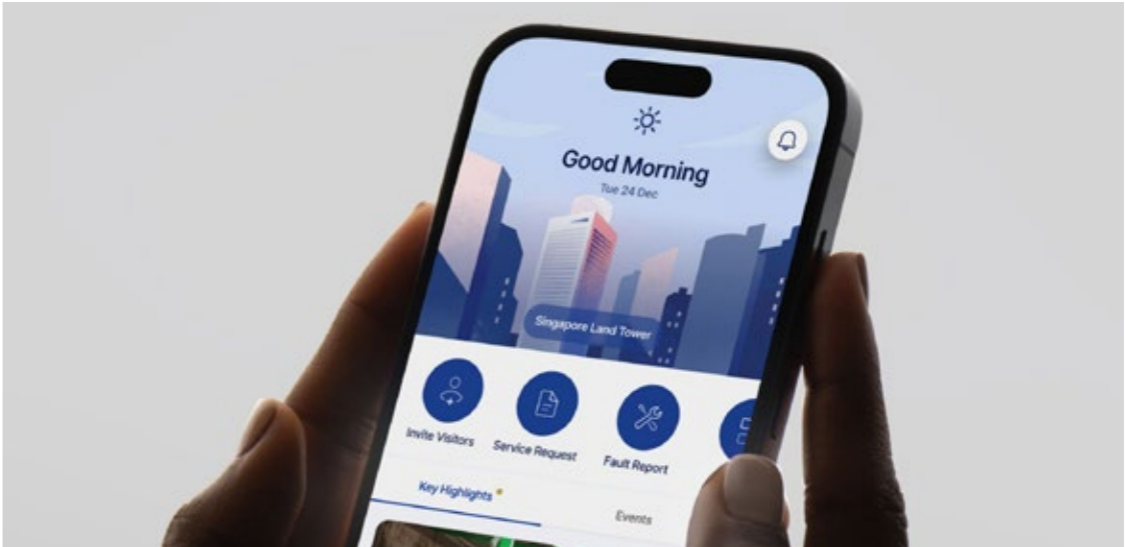 Good Morning
Tue 24 Dec
Singapore Land Tower
Invite Visitors
Service Request
Fault Report
Key Highlights
Events